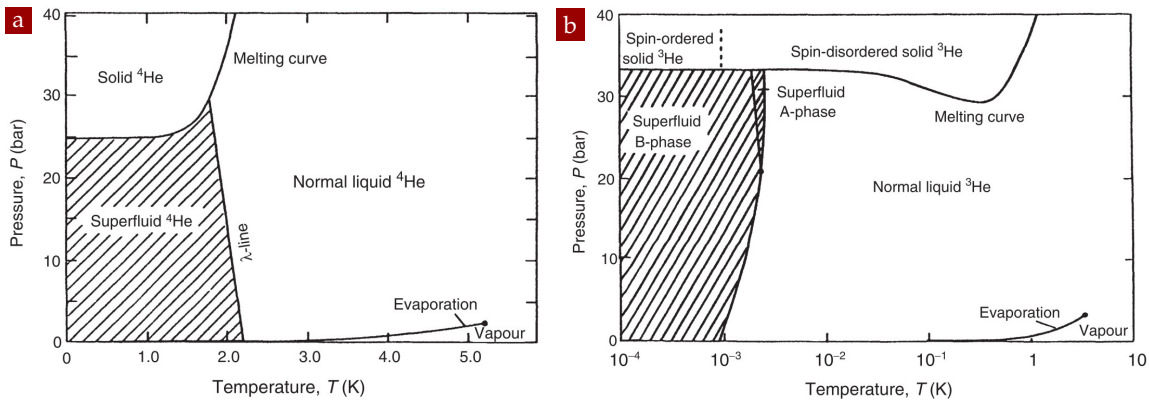 a
40
30
20
10
0
Pressure, P (bar)
Solid ⁴He
Melting curve
Normal liquid ⁴He
Superfluid ⁴He
λ-line
Evaporation
Vapour
0 1.0 2.0 3.0 4.0 5.0
Temperature, T (K)
b
40
30
20
10
0
Pressure, P (bar)
Spin-ordered
solid ³He
Spin-disordered solid ³He
Superfluid
A-phase
Melting curve
Superfluid
B-phase
Normal liquid ³He
Evaporation
Vapour
10⁻⁴ 10⁻³ 10⁻² 10⁻¹ 1 10
Temperature, T (K)